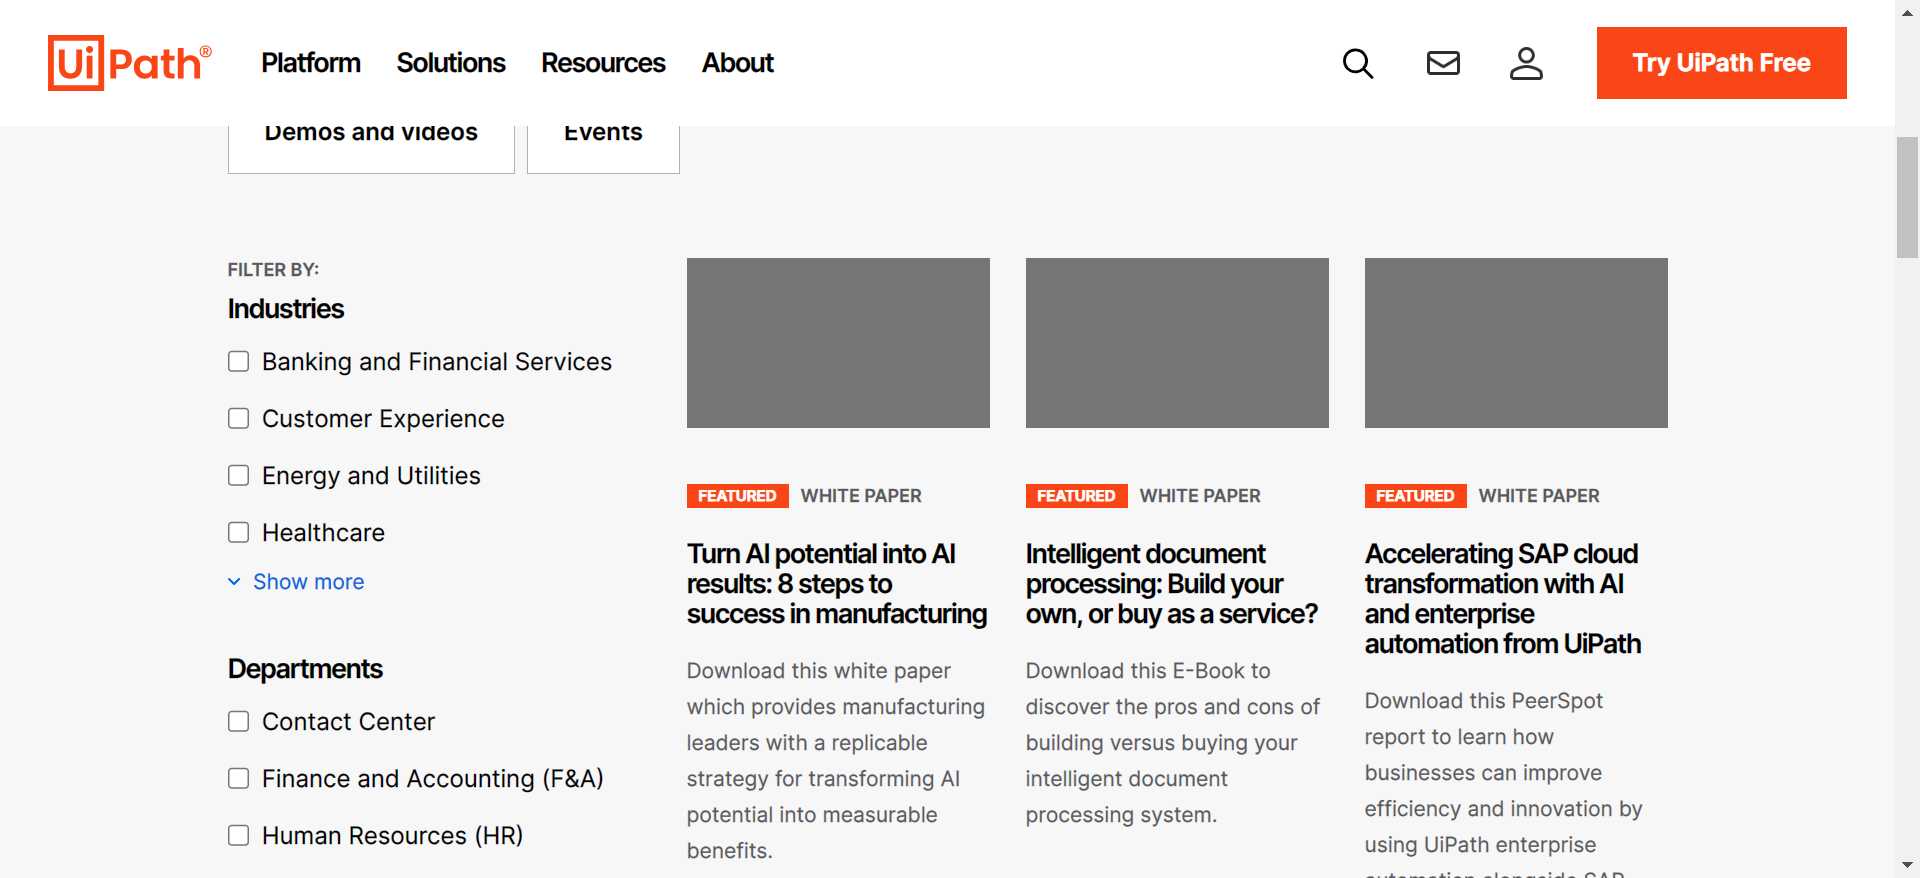 UiPath®
Platform
Solutions
Resources
About
Try UiPath Free
Demos and videos
Events
FILTER BY:
Industries
Banking and Financial Services
Customer Experience
Energy and Utilities
Healthcare
Show more
Departments
Contact Center
Finance and Accounting (F&A)
Human Resources (HR)
FEATURED WHITE PAPER
Turn AI potential into AI
results: 8 steps to
success in manufacturing
Download this white paper
which provides manufacturing
leaders with a replicable
strategy for transforming AI
potential into measurable
benefits.
FEATURED WHITE PAPER
Intelligent document
processing: Build your
own, or buy as a service?
Download this E-Book to
discover the pros and cons of
building versus buying your
intelligent document
processing system.
FEATURED WHITE PAPER
Accelerating SAP cloud
transformation with AI
and enterprise
automation from UiPath
Download this PeerSpot
report to learn how
businesses can improve
efficiency and innovation by
using UiPath enterprise
automation alongside SAP